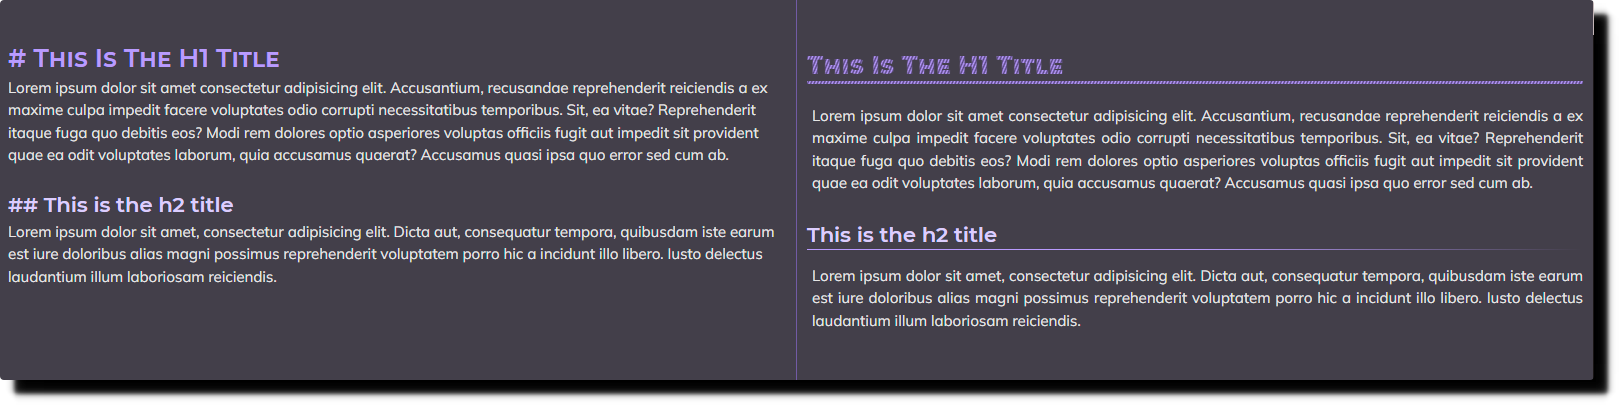 # This Is The H1 Title
Lorem ipsum dolor sit amet consectetur adipisicing elit. Accusantium, recusandae reprehenderit reiciendis a ex
maxime culpa impedit facere voluptates odio corrupti necessitatibus temporibus. Sit, ea vitae? Reprehenderit
itaque fuga quo debitis eos? Modi rem dolores optio asperiores voluptas officiis fugit aut impedit sit provident
quae ea odit voluptates laborum, quia accusamus quaerat? Accusamus quasi ipsa quo error sed cum ab.
## This is the h2 title
Lorem ipsum dolor sit amet, consectetur adipisicing elit. Dicta aut, consequatur tempora, quibusdam iste earum
est iure doloribus alias magni possimus reprehenderit voluptatem porro hic a incidunt illo libero. Iusto delectus
laudantium illum laboriosam reiciendis.
This Is The H1 Title
Lorem ipsum dolor sit amet consectetur adipisicing elit. Accusantium, recusandae reprehenderit reiciendis a ex
maxime culpa impedit facere voluptates odio corrupti necessitatibus temporibus. Sit, ea vitae? Reprehenderit
itaque fuga quo debitis eos? Modi rem dolores optio asperiores voluptas officiis fugit aut impedit sit provident
quae ea odit voluptates laborum, quia accusamus quaerat? Accusamus quasi ipsa quo error sed cum ab.
This is the h2 title
Lorem ipsum dolor sit amet, consectetur adipisicing elit. Dicta aut, consequatur tempora, quibusdam iste earum
est iure doloribus alias magni possimus reprehenderit voluptatem porro hic a incidunt illo libero. Iusto delectus
laudantium illum laboriosam reiciendis.